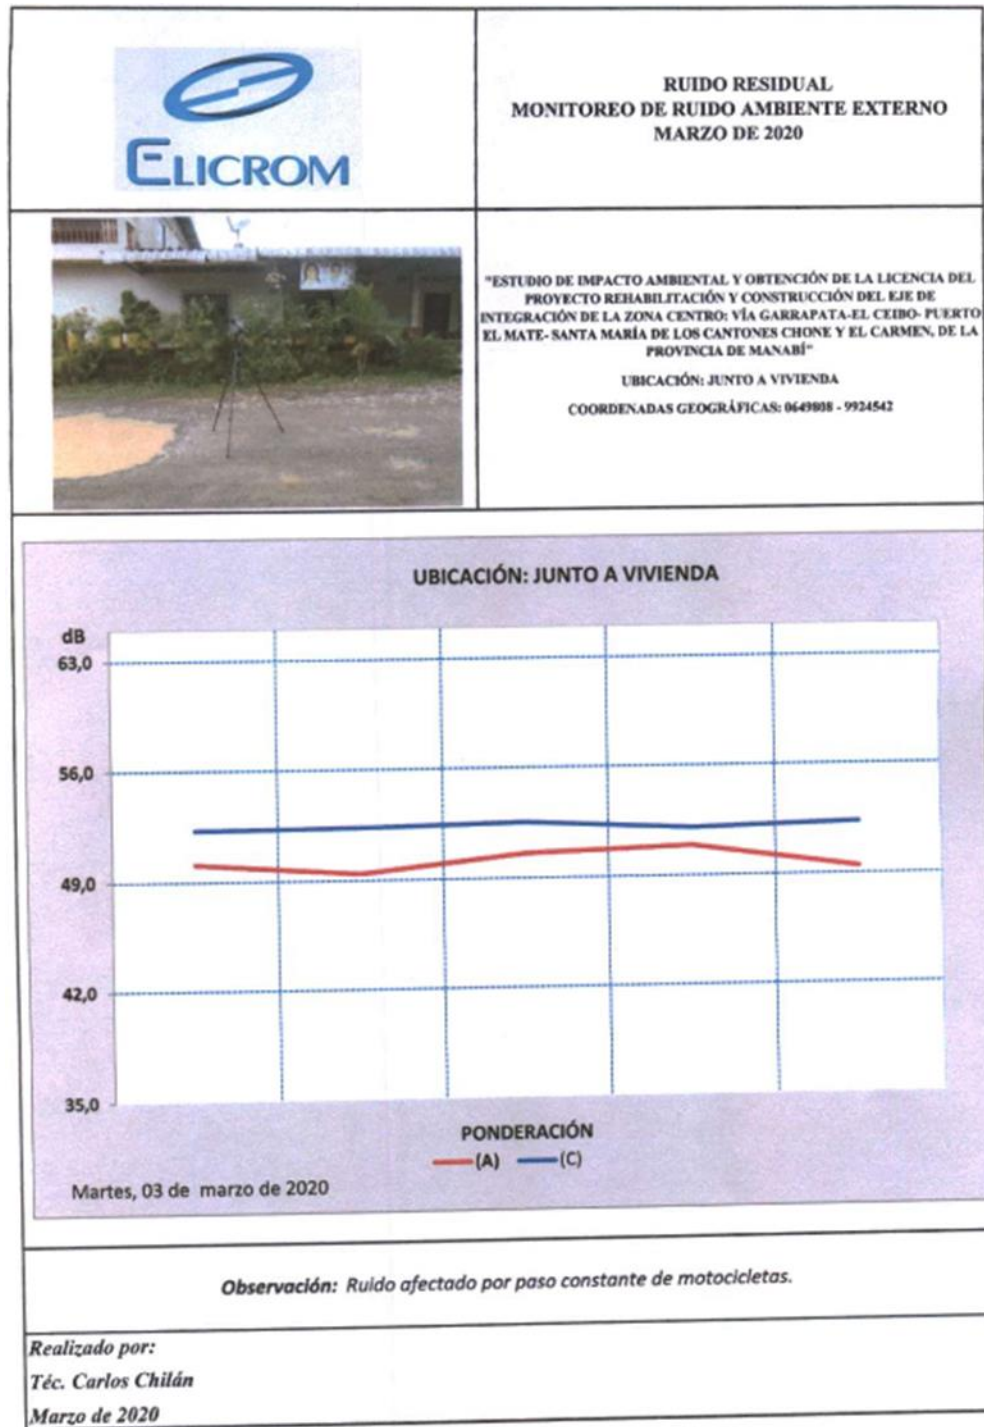 ELICROM
RUIDO RESIDUAL
MONITOREO DE RUIDO AMBIENTE EXTERNO
MARZO DE 2020
"ESTUDIO DE IMPACTO AMBIENTAL Y OBTENCIÓN DE LA LICENCIA DEL
PROYECTO REHABILITACIÓN Y CONSTRUCCIÓN DEL EJE DE
INTEGRACIÓN DE LA ZONA CENTRO: VÍA GARRAPATA-EL CEIBO- PUERTO
EL MATE- SANTA MARÍA DE LOS CANTONES CHONE Y EL CARMEN, DE LA
PROVINCIA DE MANABÍ"
UBICACIÓN: JUNTO A VIVIENDA
COORDENADAS GEOGRÁFICAS: 0649808 - 9924542
UBICACIÓN: JUNTO A VIVIENDA
dB
63,0
56,0
49,0
42,0
35,0
PONDERACIÓN
(A) (C)
Martes, 03 de marzo de 2020
Observación: Ruido afectado por paso constante de motocicletas.
Realizado por:
Téc. Carlos Chilán
Marzo de 2020